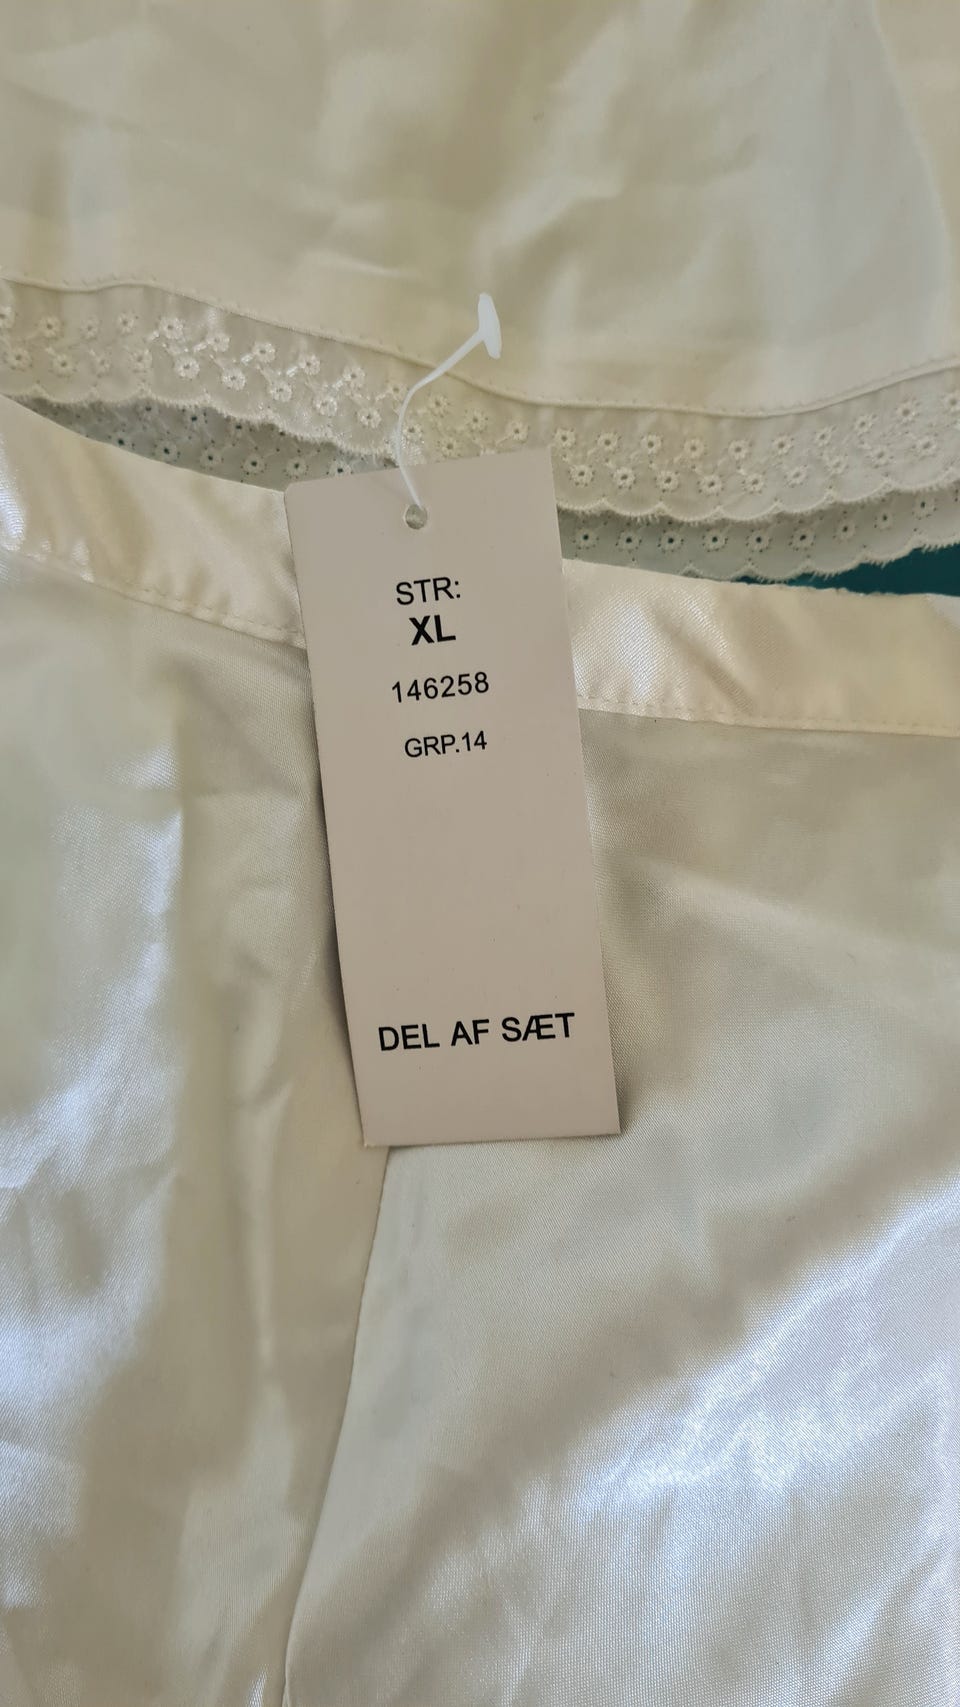 STR:
XL
146258
GRP.14
DEL AF SÆT